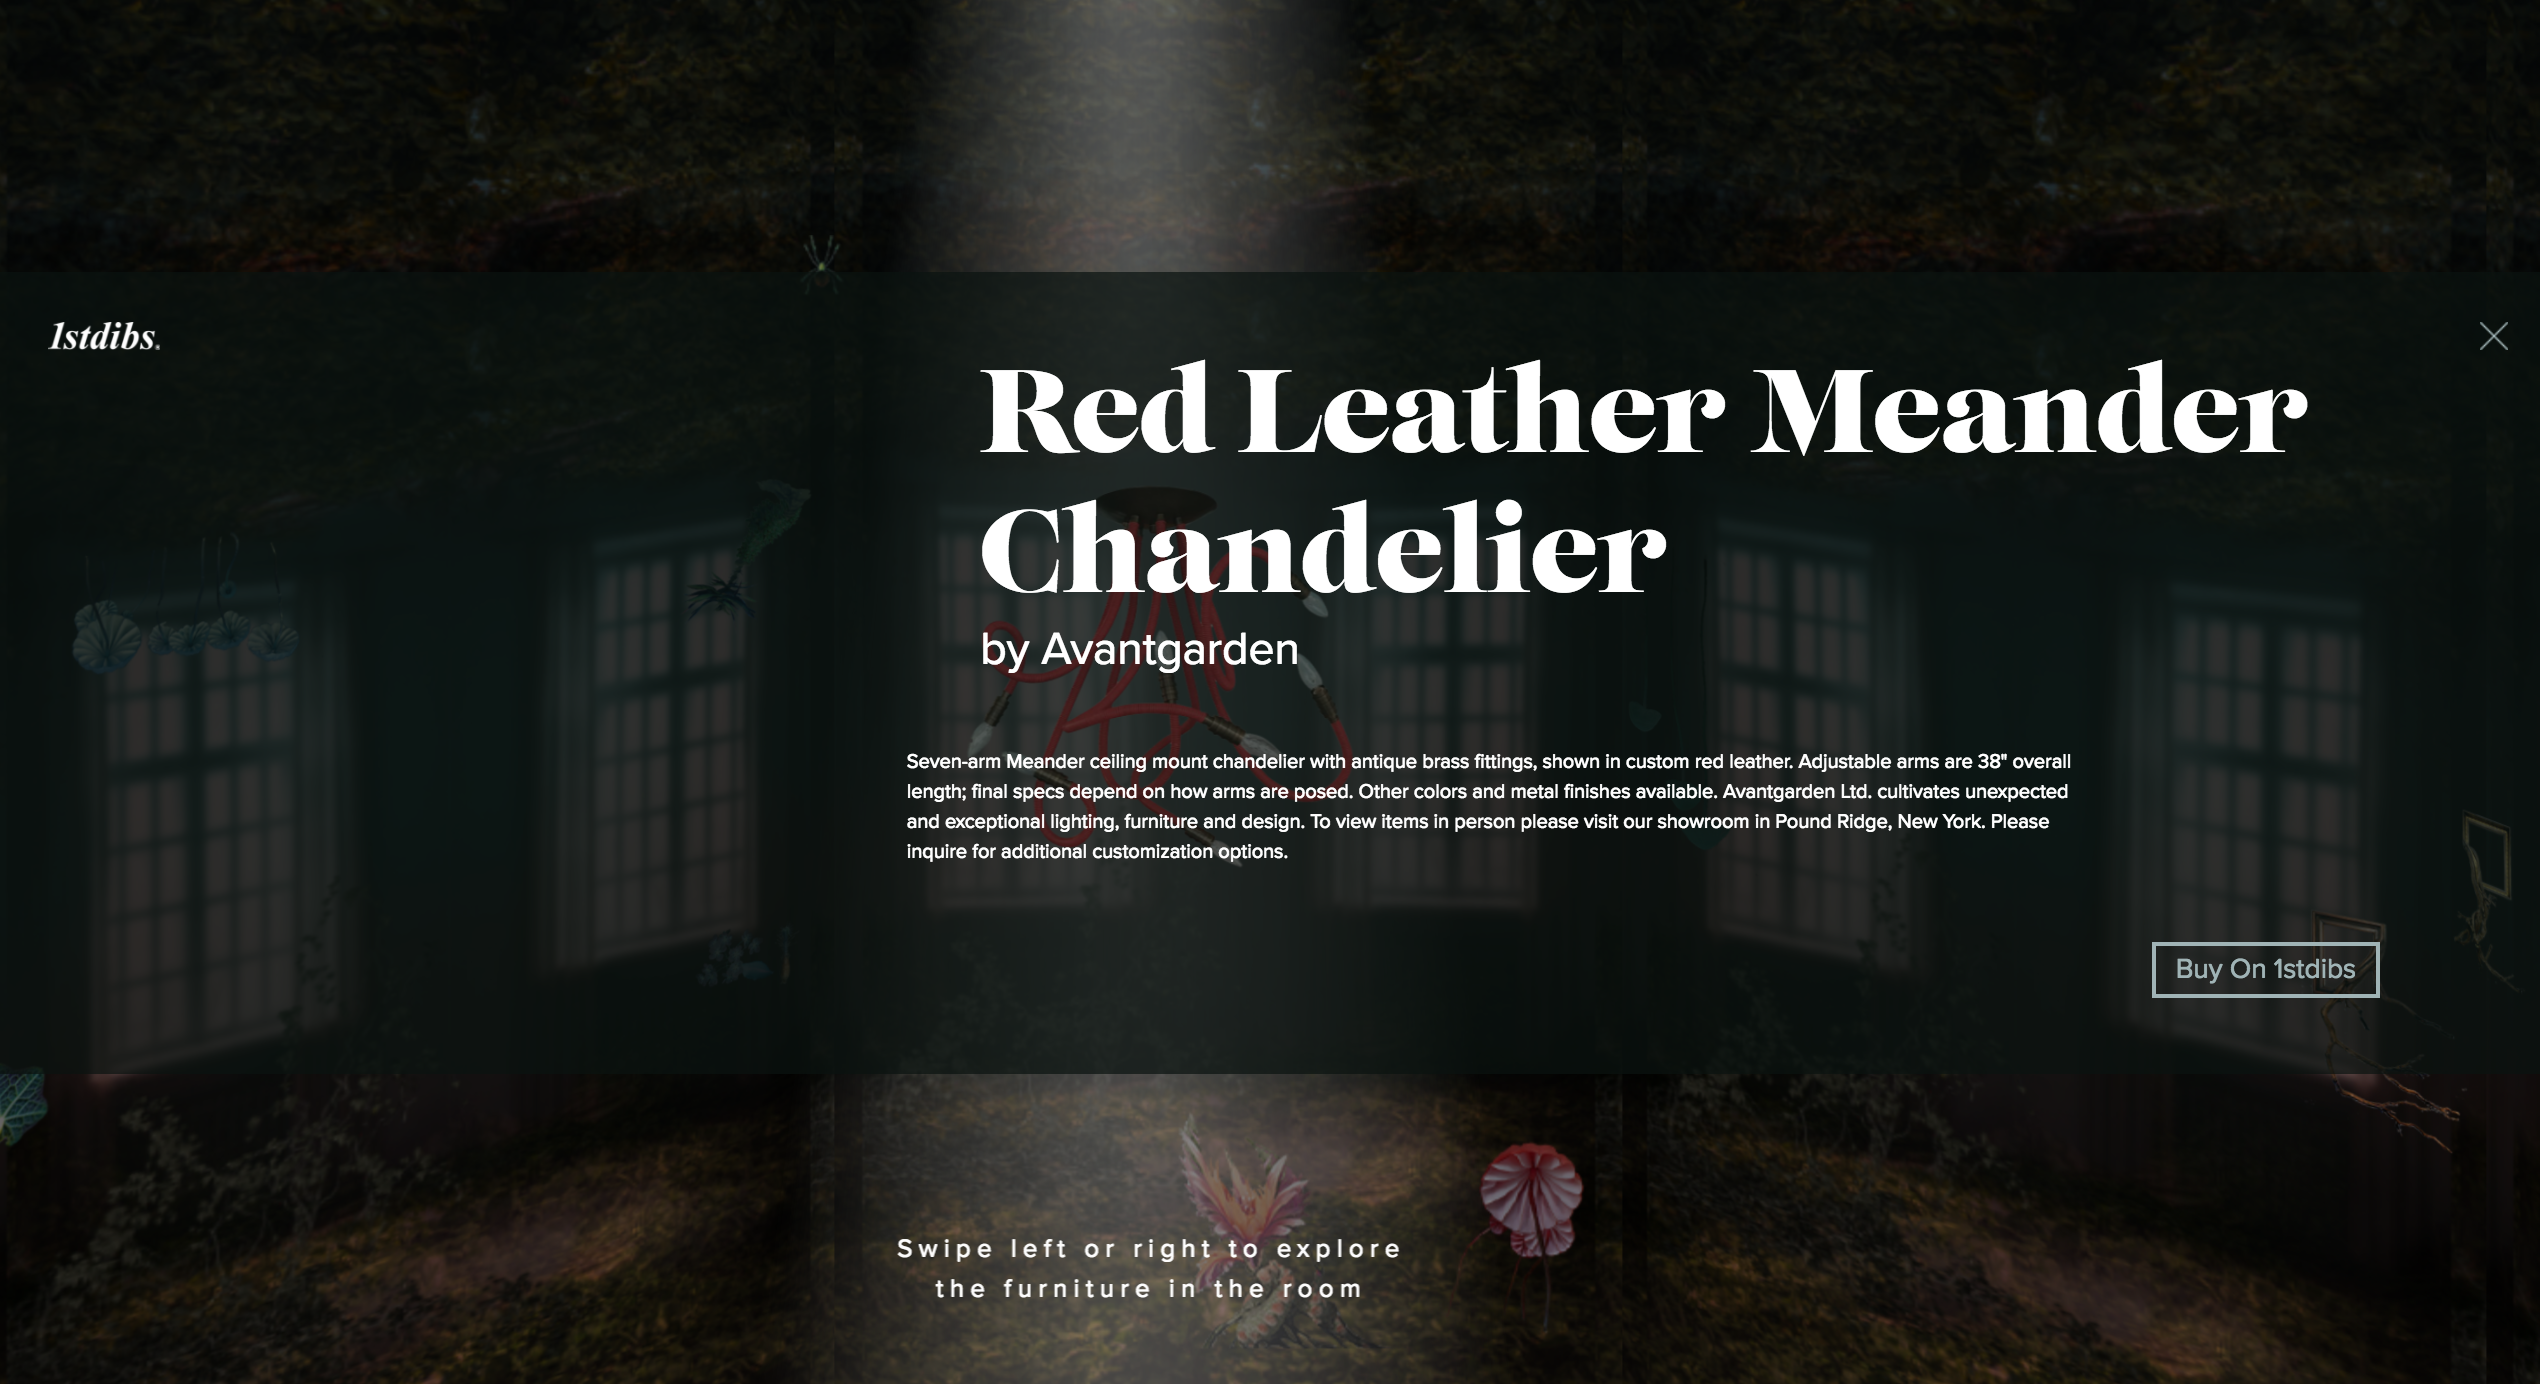 1stdibs.
Red Leather Meander
Chandelier
by Avantgarden
Seven-arm Meander ceiling mount chandelier with antique brass fittings, shown in custom red leather. Adjustable arms are 38" overall
length; final specs depend on how arms are posed. Other colors and metal finishes available. Avantgarden Ltd. cultivates unexpected
and exceptional lighting, furniture and design. To view items in person please visit our showroom in Pound Ridge, New York. Please
inquire for additional customization options.
Buy On 1stdibs
Swipe left or right to explore
the furniture in the room